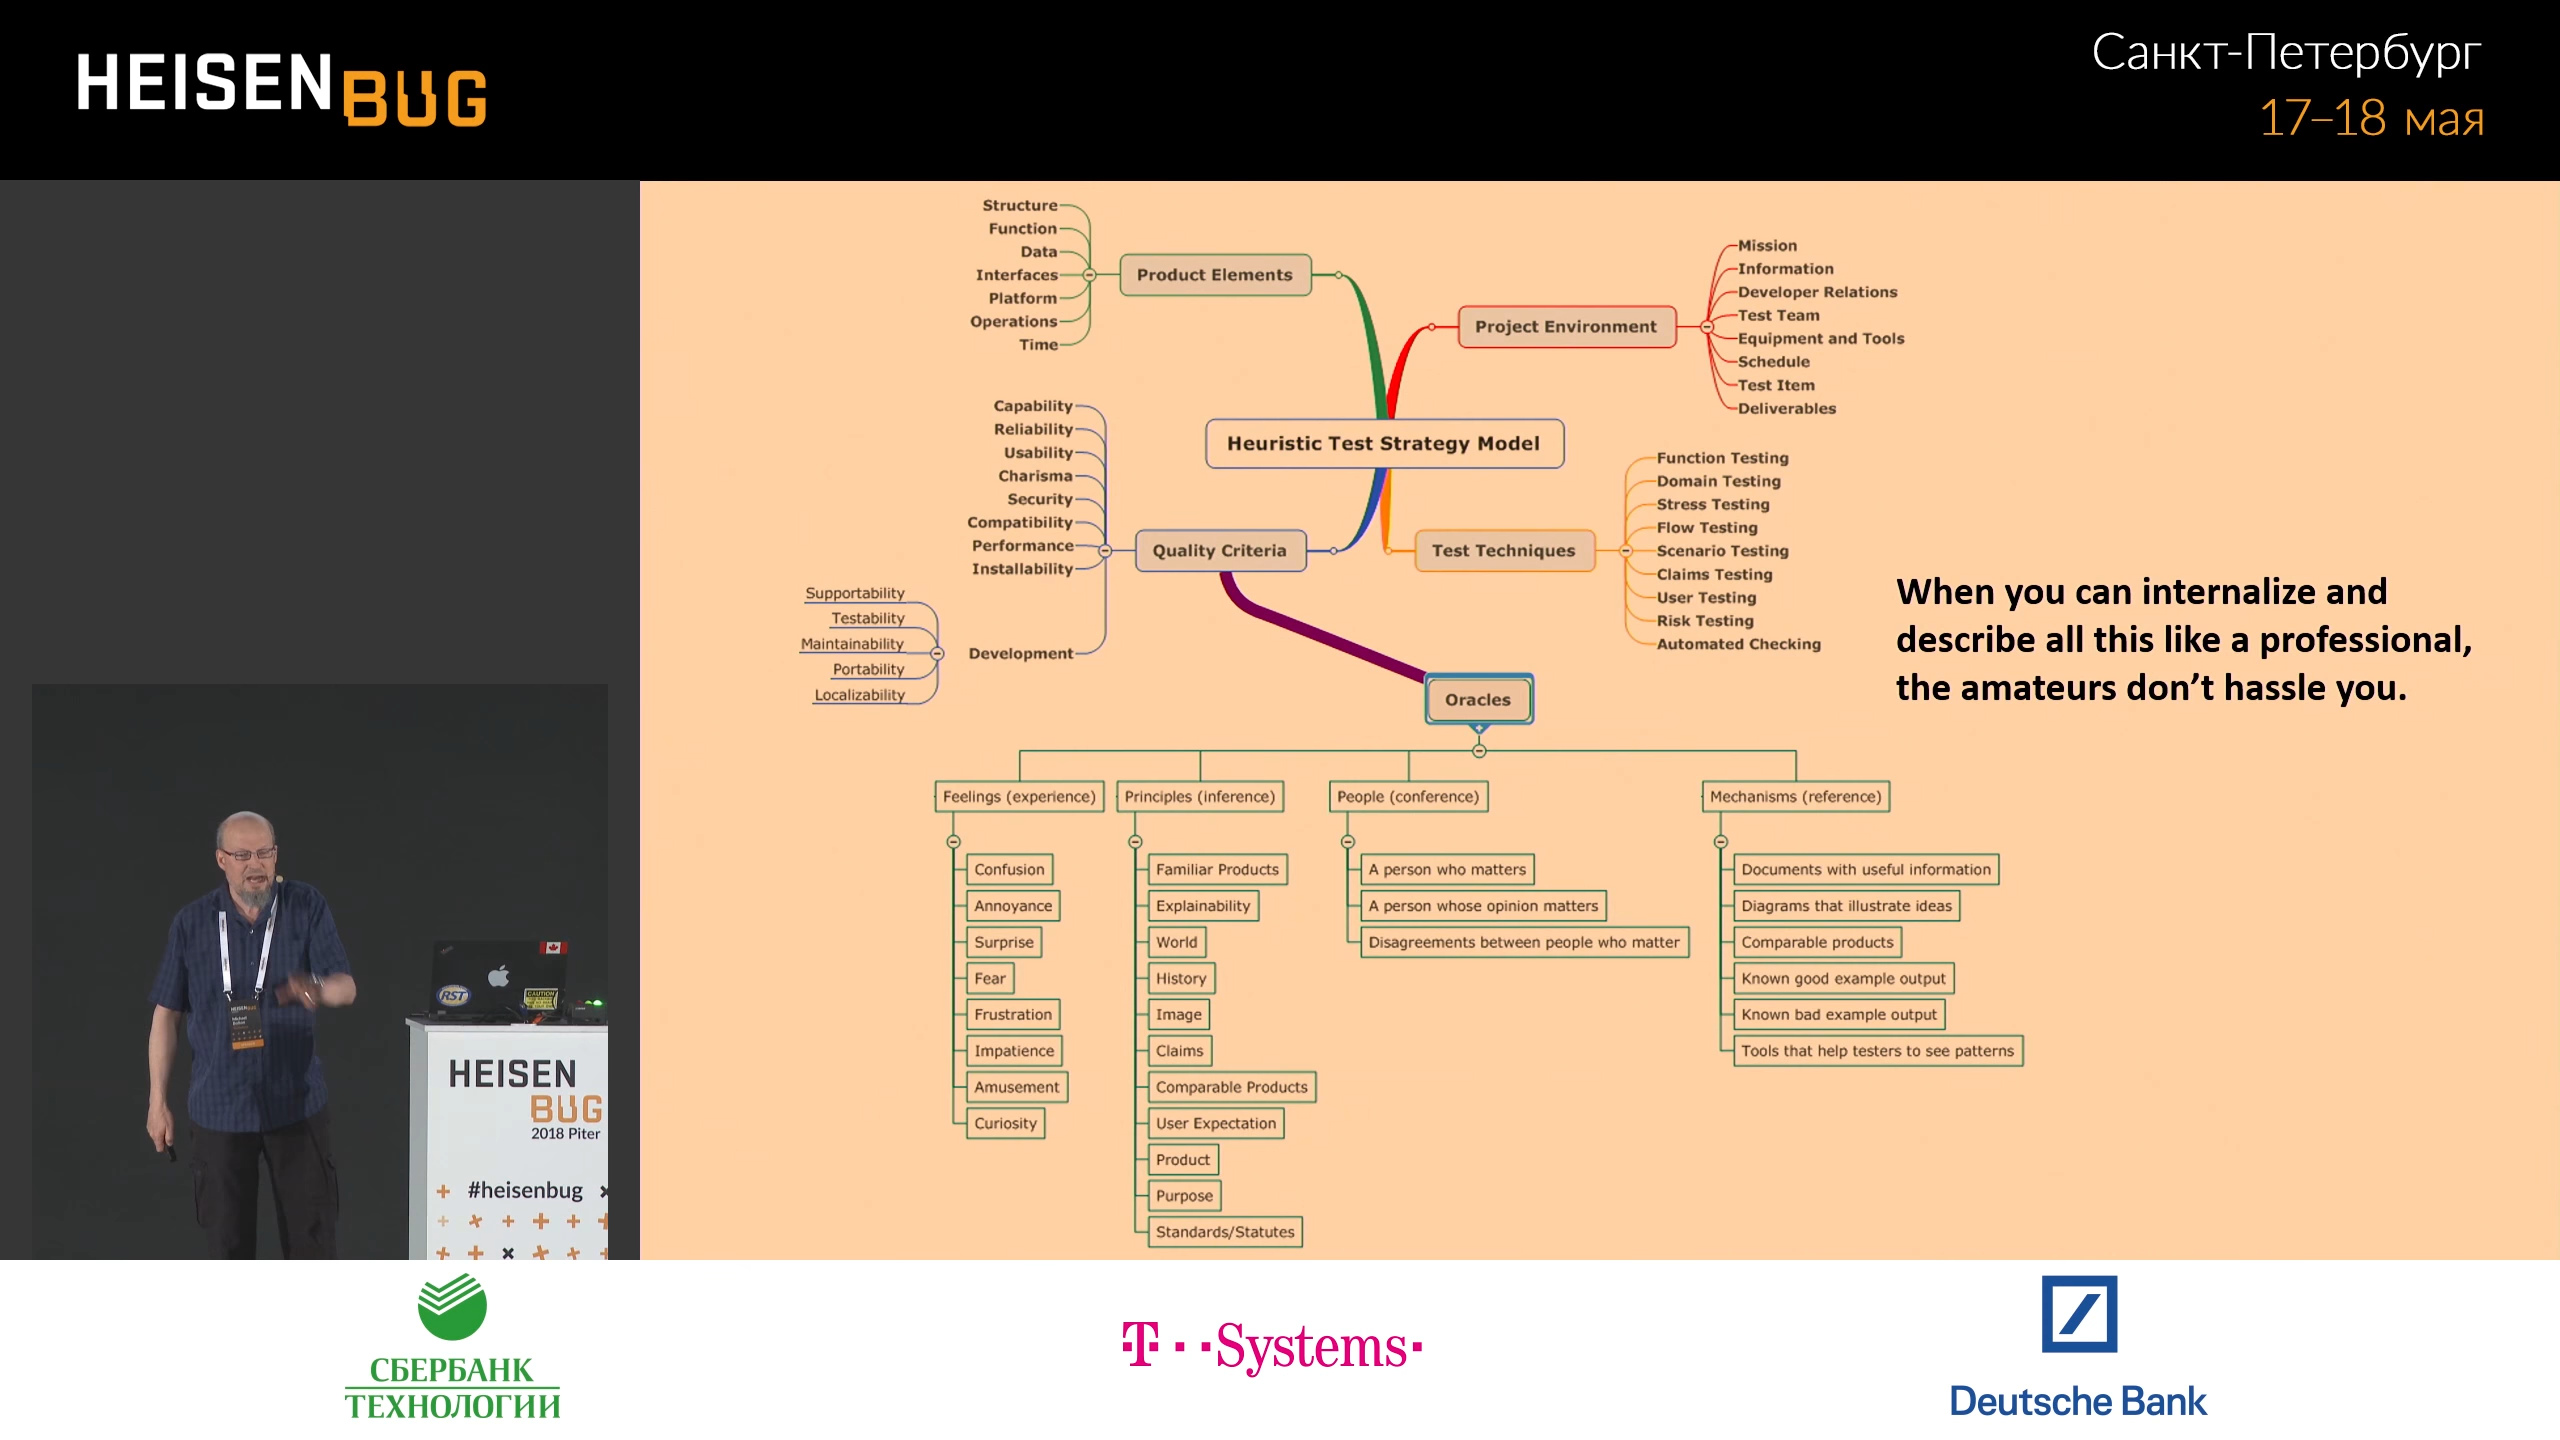 HEISENBUG
Санкт-Петербург
17–18 мая
Structure
Function
Data
Interfaces
Platform
Operations
Time
Product Elements
Project Environment
Mission
Information
Developer Relations
Test Team
Equipment and Tools
Schedule
Test Item
Deliverables
Heuristic Test Strategy Model
Capability
Reliability
Usability
Charisma
Security
Compatibility
Performance
Installability
Development
Quality Criteria
Supportability
Testability
Maintainability
Portability
Localizability
Test Techniques
Function Testing
Domain Testing
Stress Testing
Flow Testing
Scenario Testing
Claims Testing
User Testing
Risk Testing
Automated Checking
When you can internalize and
describe all this like a professional,
the amateurs don’t hassle you.
Oracles
Feelings (experience)
Confusion
Annoyance
Surprise
Fear
Frustration
Impatience
Amusement
Curiosity
Principles (inference)
Familiar Products
Explainability
World
History
Image
Claims
Comparable Products
User Expectation
Product
Purpose
Standards/Statutes
People (conference)
A person who matters
A person whose opinion matters
Disagreements between people who matter
Mechanisms (reference)
Documents with useful information
Diagrams that illustrate ideas
Comparable products
Known good example output
Known bad example output
Tools that help testers to see patterns
RST
CAUTION
HEISEN
BUG
2018 Piter
#heisenbug
СБЕРБАНК
ТЕХНОЛОГИИ
T··Systems·
Deutsche Bank